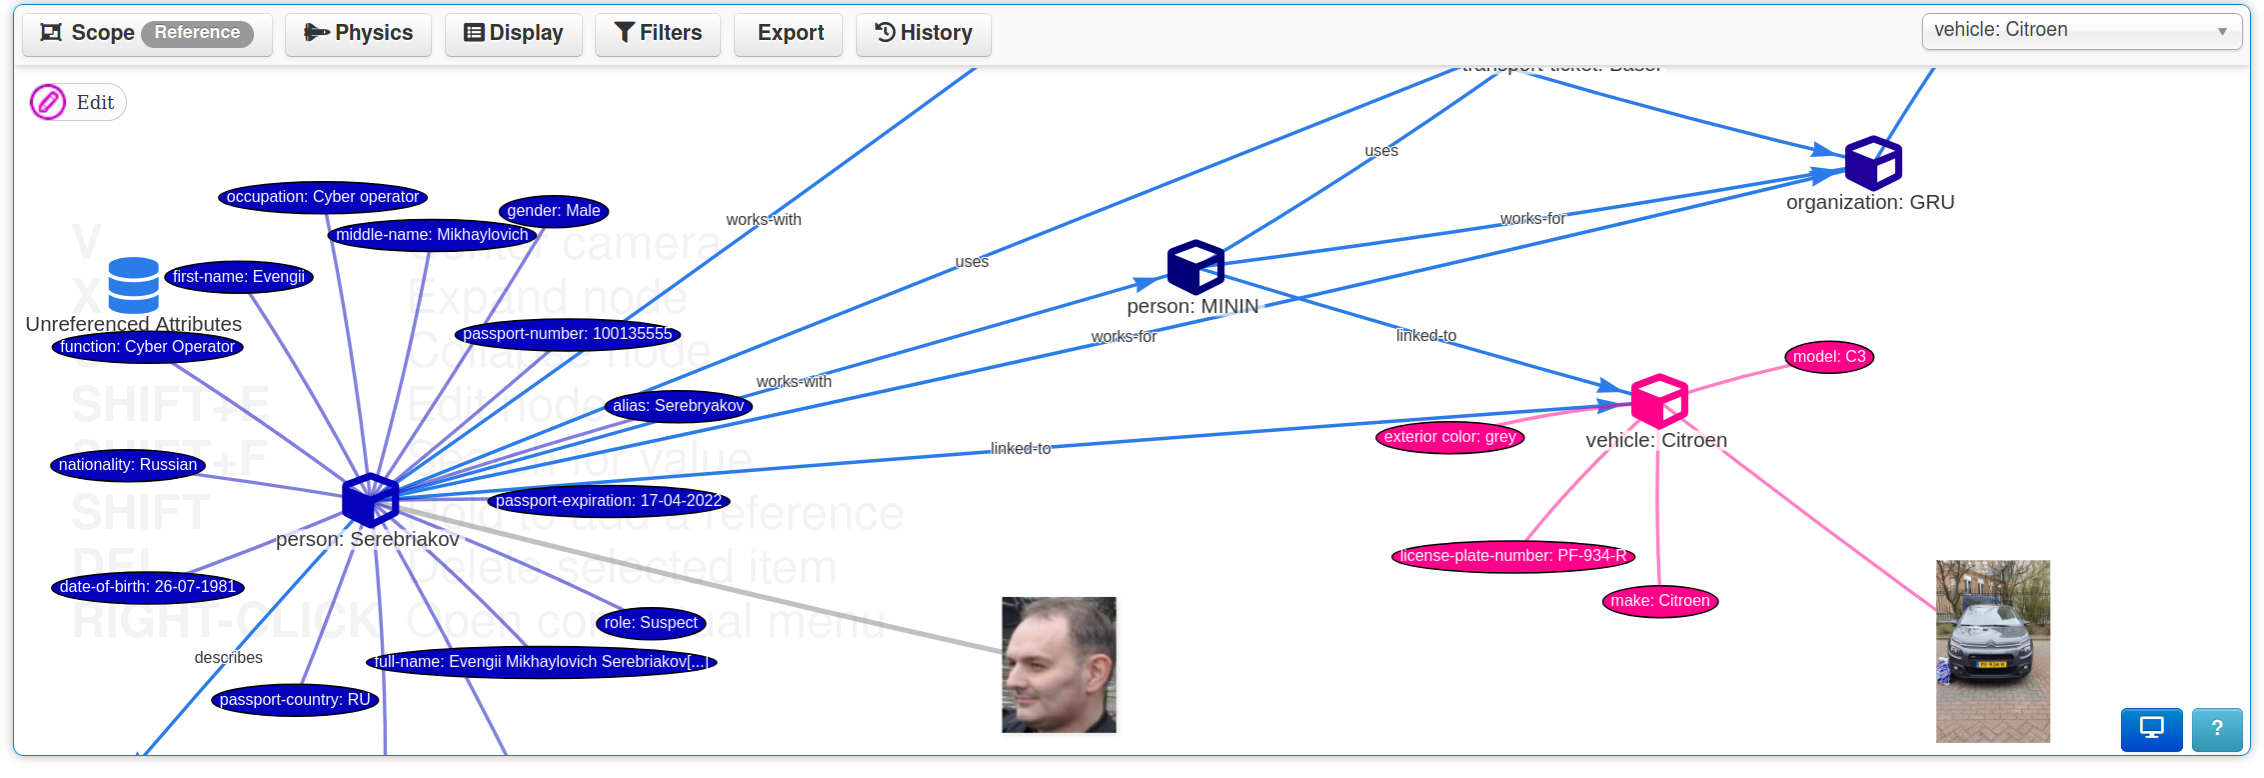 Scope Reference
Physics
Display
Filters
Export
History
vehicle: Citroen
Edit
transport-ticket: Basel
uses
organization: GRU
occupation: Cyber operator
gender: Male
middle-name: Mikhaylovich
works-with
works-for
V camera
first-name: Evengii
uses
X Expand node
person: MININ
Unreferenced Attributes
function: Cyber Operator
passport-number: 100135555
works-for
linked-to
Collapse node
model: C3
works-with
SHIFT+E Edit node
alias: Serebryakov
exterior color: grey
vehicle: Citroen
linked-to
+F Search for value
nationality: Russian
passport-expiration: 17-04-2022
SHIFT Hold to add a reference
person: Serebriakov
license-plate-number: PF-934-R
DEL Delete selected item
date-of-birth: 26-07-1981
make: Citroen
RIGHT-CLICK Open contextual menu
role: Suspect
describes
full-name: Evengii Mikhaylovich Serebriakov[...]
PF-934-R
passport-country: RU
?